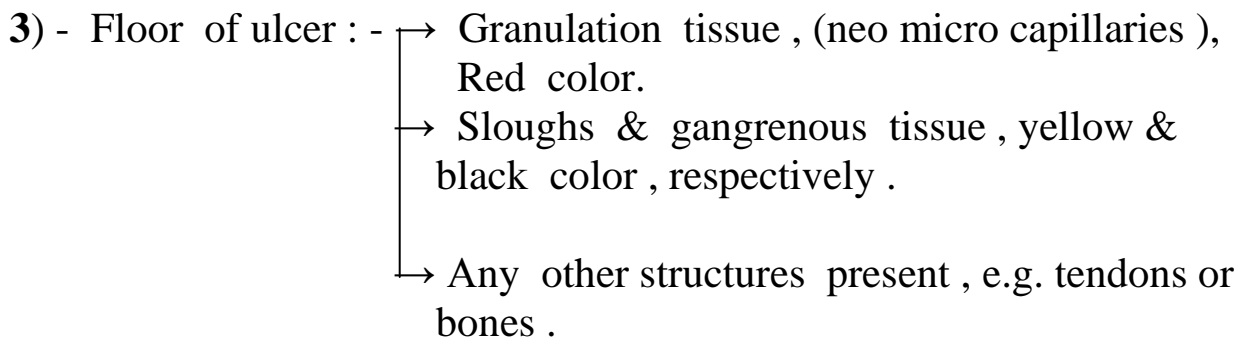 3) - Floor of ulcer : - → Granulation tissue , (neo micro capillaries ),
Red color.
→ Sloughs & gangrenous tissue , yellow &
black color , respectively .
→ Any other structures present , e.g. tendons or
bones .